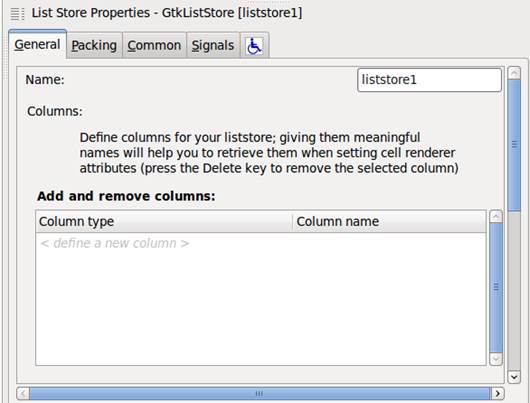 List Store Properties - GtkListStore [liststore1]
General Packing Common Signals
Name: liststore1
Columns:
Define columns for your liststore; giving them meaningful
names will help you to retrieve them when setting cell renderer
attributes (press the Delete key to remove the selected column)
Add and remove columns:
Column type Column name
< define a new column >